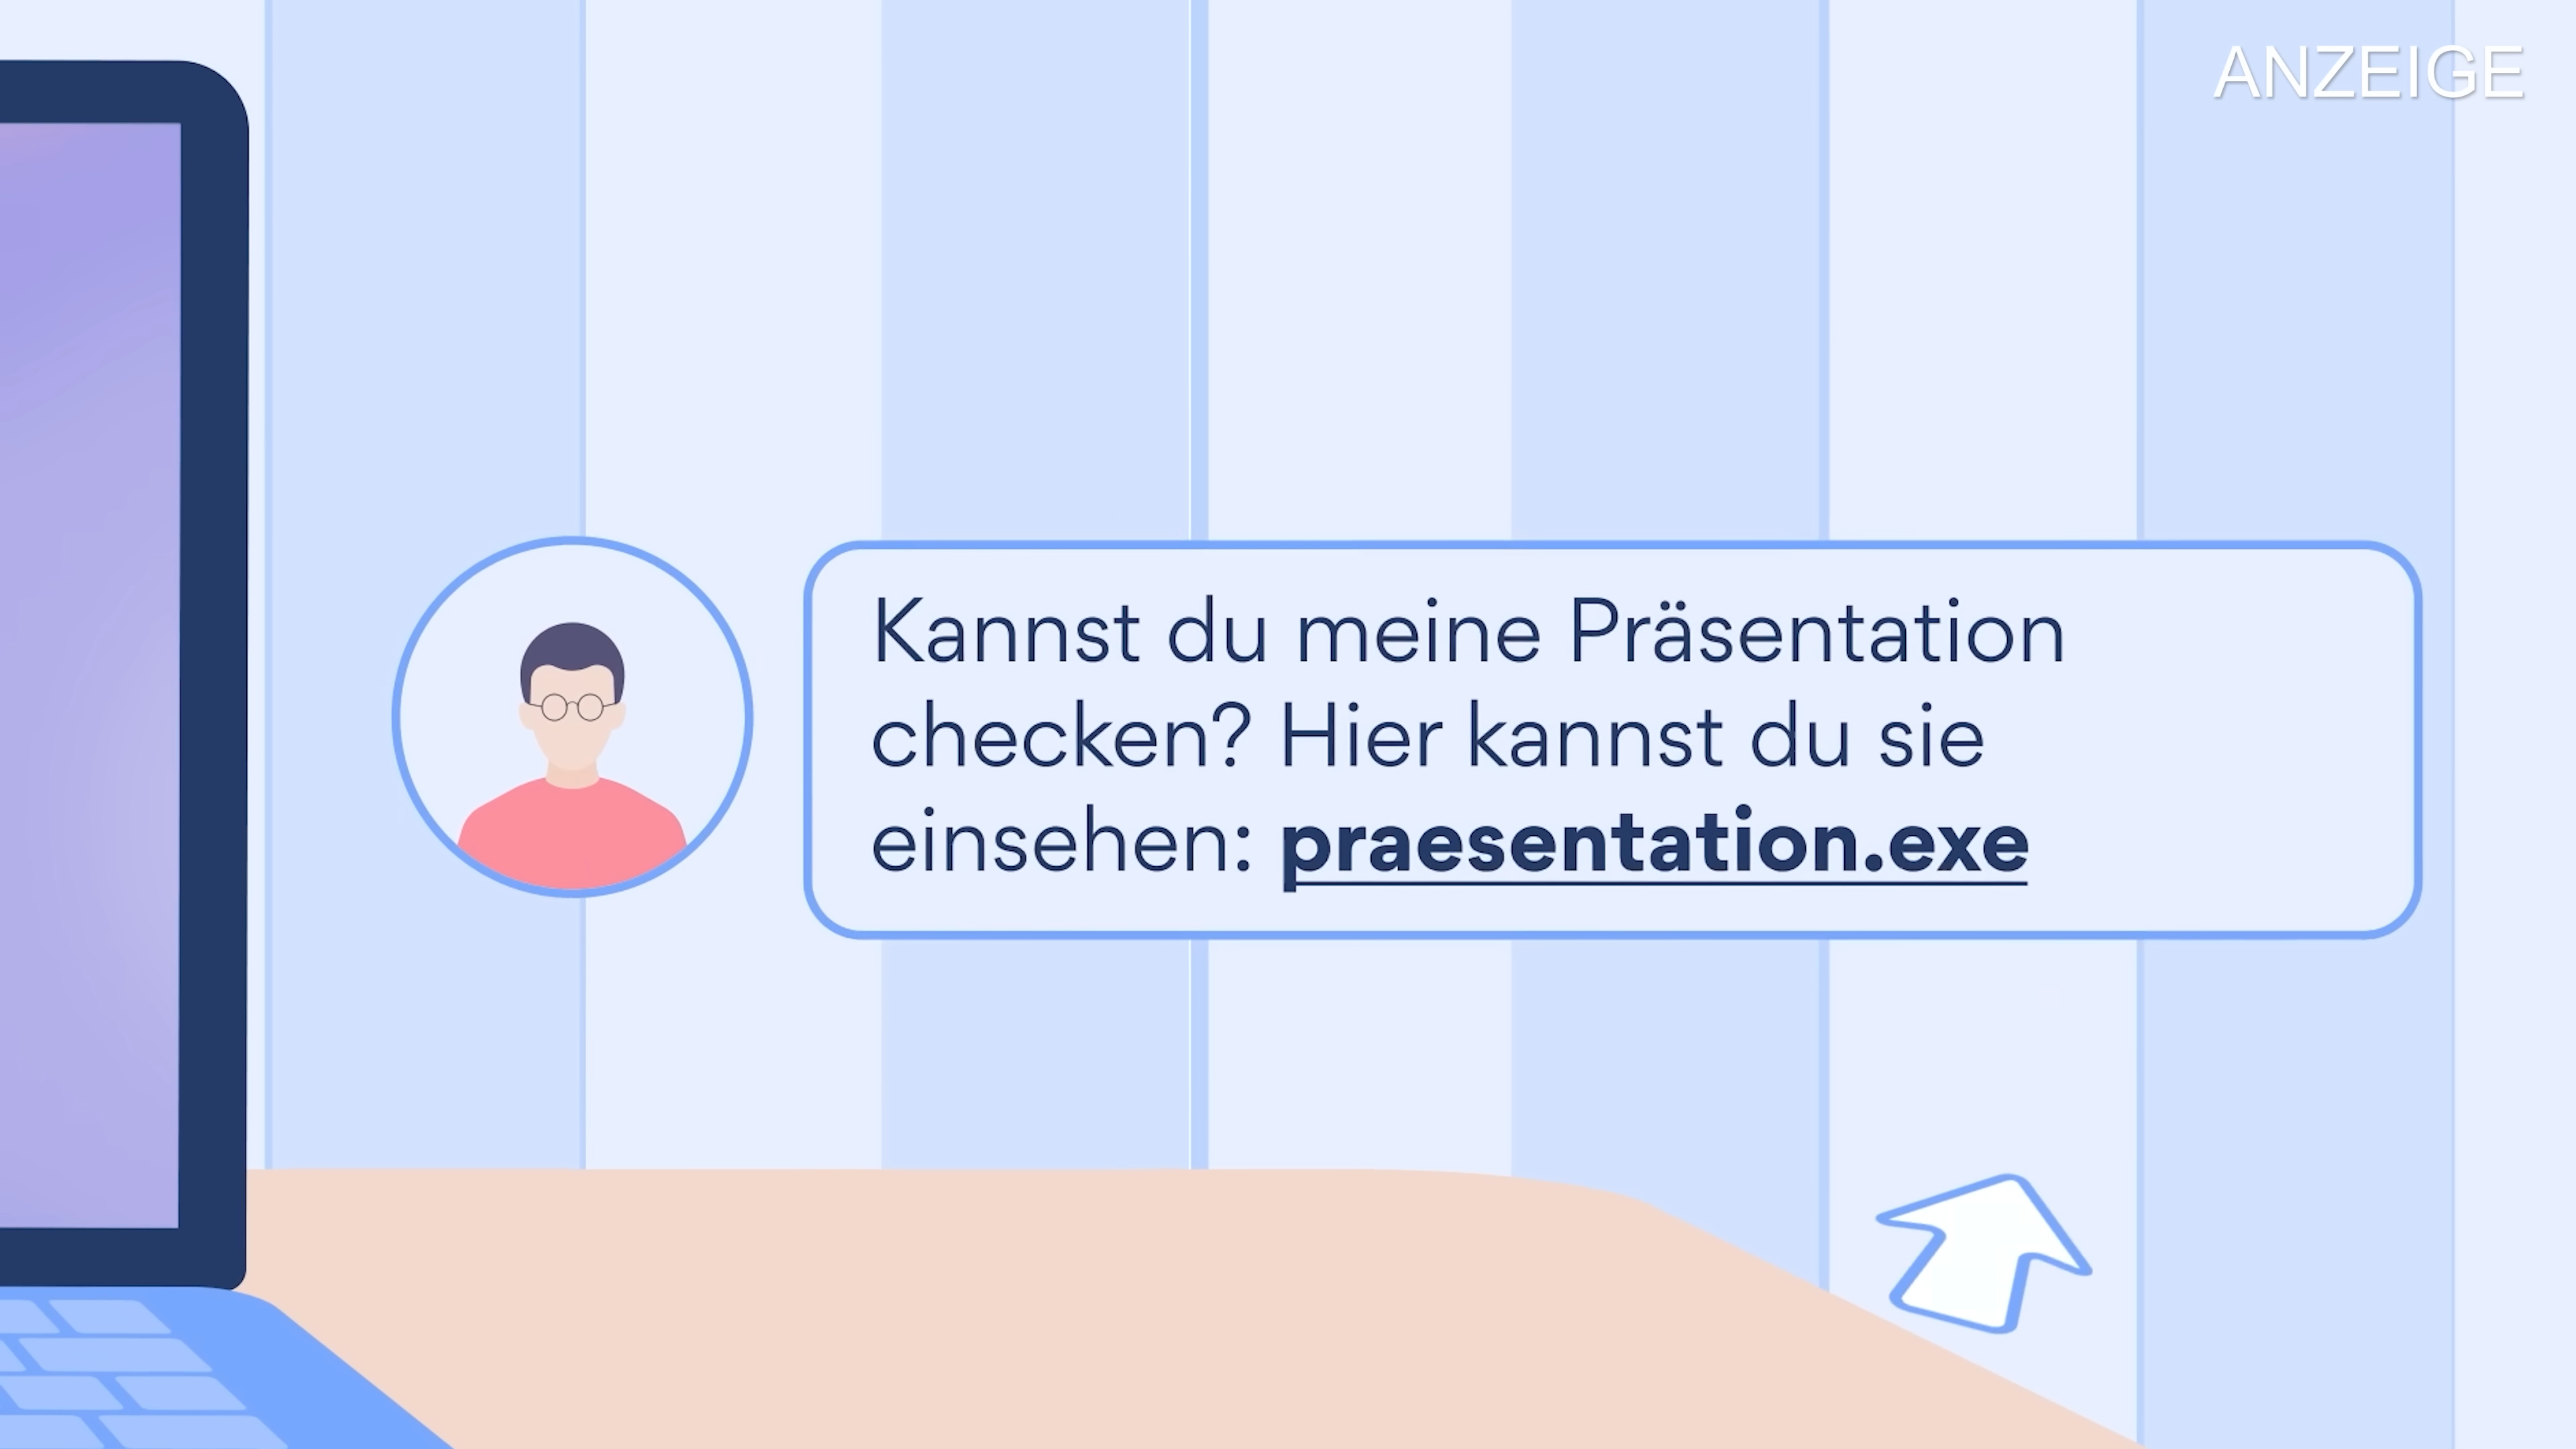 ANZEIGE
Kannst du meine Präsentation
checken? Hier kannst du sie
einsehen: praesentation.exe